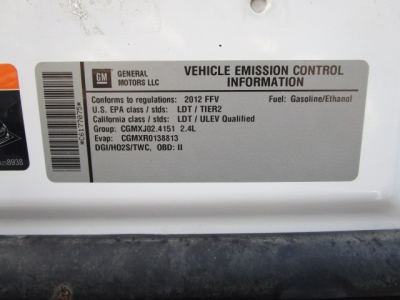 GM
GENERAL
MOTORS LLC
VEHICLE EMISSION CONTROL
INFORMATION
Conforms to regulations: 2012 FFV
Fuel: Gasoline/Ethanol
U.S. EPA class / stds: LDT / TIER2
California class / stds: LDT / ULEV Qualified
Group: CGMXJ02.4151 2.4L
Evap: CGMXR0138813
DGI/HO2S/TWC, OBD: II
*C6177075*
8938